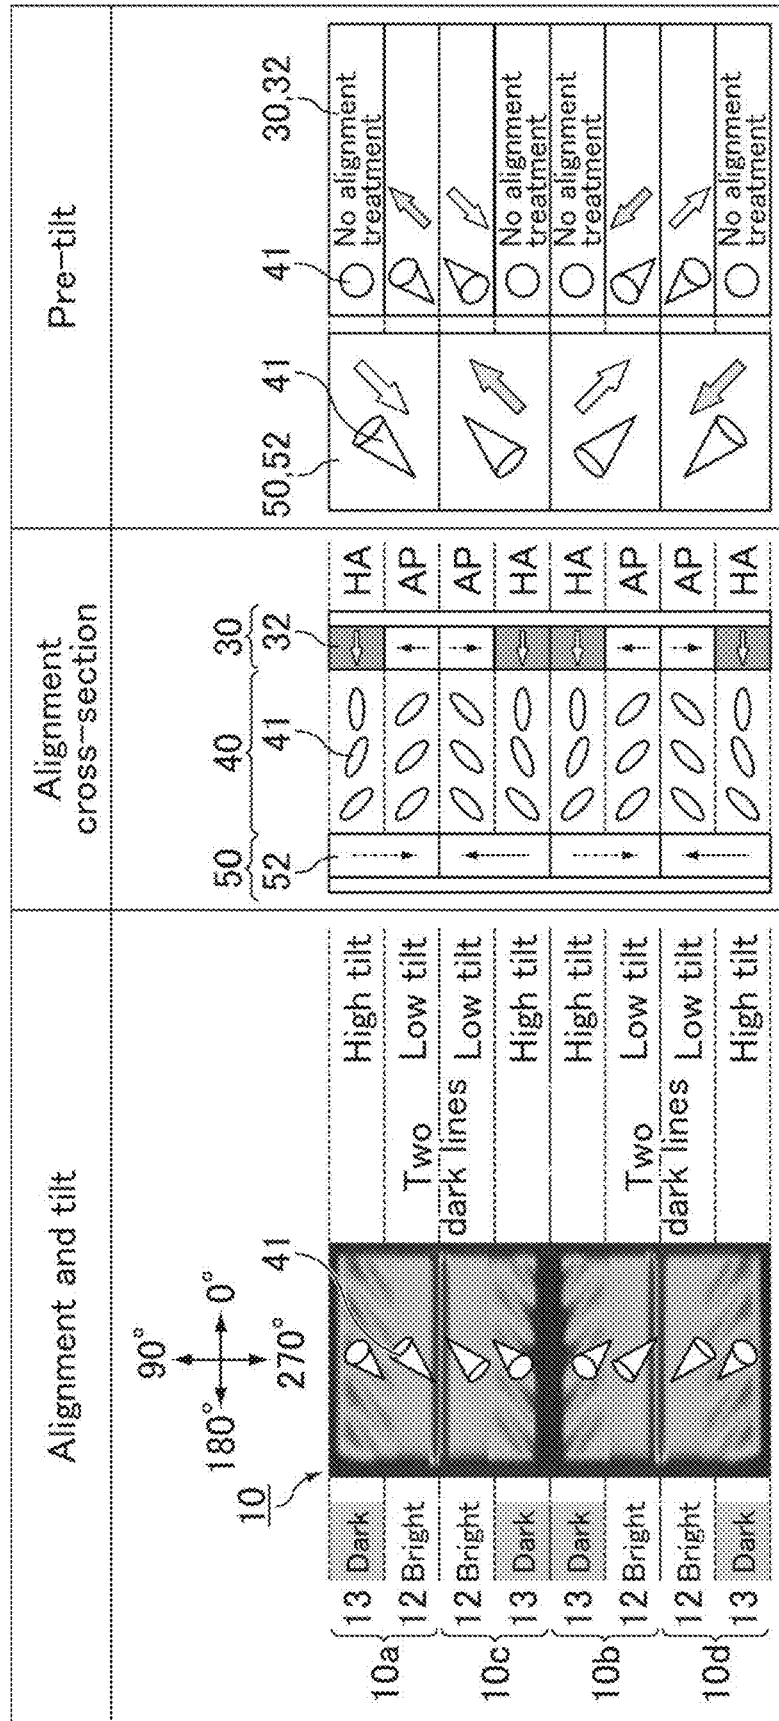 Alignment and tilt
Alignment
cross-section
Pre-tilt
10
90°
180°
0°
270°
41
50
40
30
52
41
32
50,52
41
41
30,32
10a
13 Dark
High tilt
HA
No alignment
treatment
12 Bright
Two
Low tilt
AP
10c
12 Bright
dark lines
Low tilt
AP
13 Dark
High tilt
HA
No alignment
treatment
10b
13 Dark
High tilt
HA
No alignment
treatment
12 Bright
Two
Low tilt
AP
10d
12 Bright
dark lines
Low tilt
AP
13 Dark
High tilt
HA
No alignment
treatment